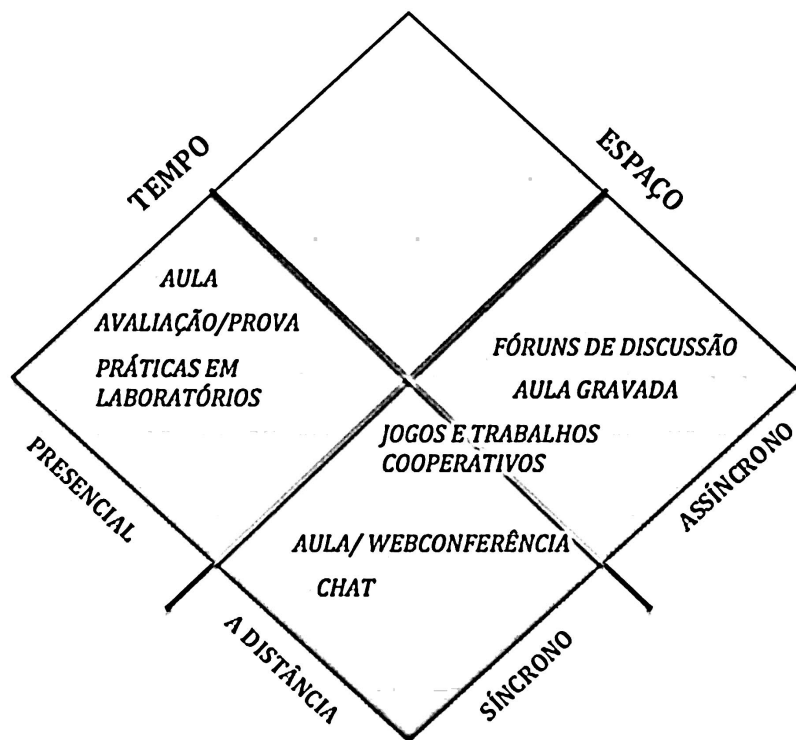 TEMPO
ESPAÇO
AULA
AVALIAÇÃO/PROVA
PRÁTICAS EM
LABORATÓRIOS
FÓRUNS DE DISCUSSÃO
AULA GRAVADA
JOGOS E TRABALHOS
COOPERATIVOS
AULA/ WEBCONFERÊNCIA
CHAT
PRESENCIAL
A DISTÂNCIA
SÍNCRONO
ASSÍNCRONO